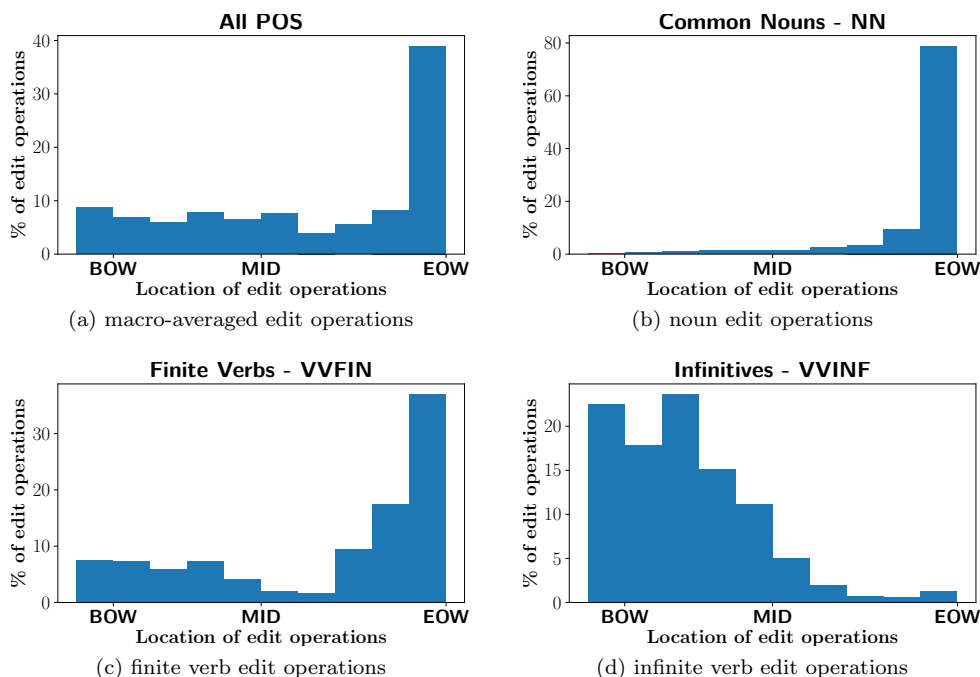 All POS
% of edit operations
40
30
20
10
0
BOW MID EOW
Location of edit operations
(a) macro-averaged edit operations
Common Nouns - NN
% of edit operations
80
60
40
20
0
BOW MID EOW
Location of edit operations
(b) noun edit operations
Finite Verbs - VVFIN
% of edit operations
30
20
10
0
BOW MID EOW
Location of edit operations
(c) finite verb edit operations
Infinitives - VVINF
% of edit operations
20
15
10
5
0
BOW MID EOW
Location of edit operations
(d) infinite verb edit operations